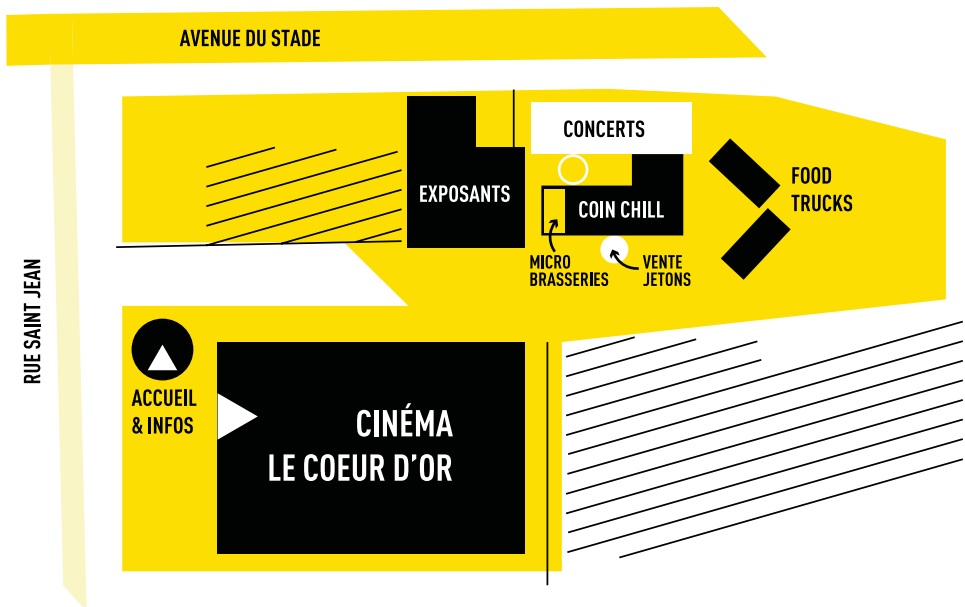 AVENUE DU STADE
CONCERTS
EXPOSANTS
COIN CHILL
FOOD
TRUCKS
MICRO
BRASSERIES
VENTE
JETONS
RUE SAINT JEAN
ACCUEIL
& INFOS
CINÉMA
LE COEUR D'OR